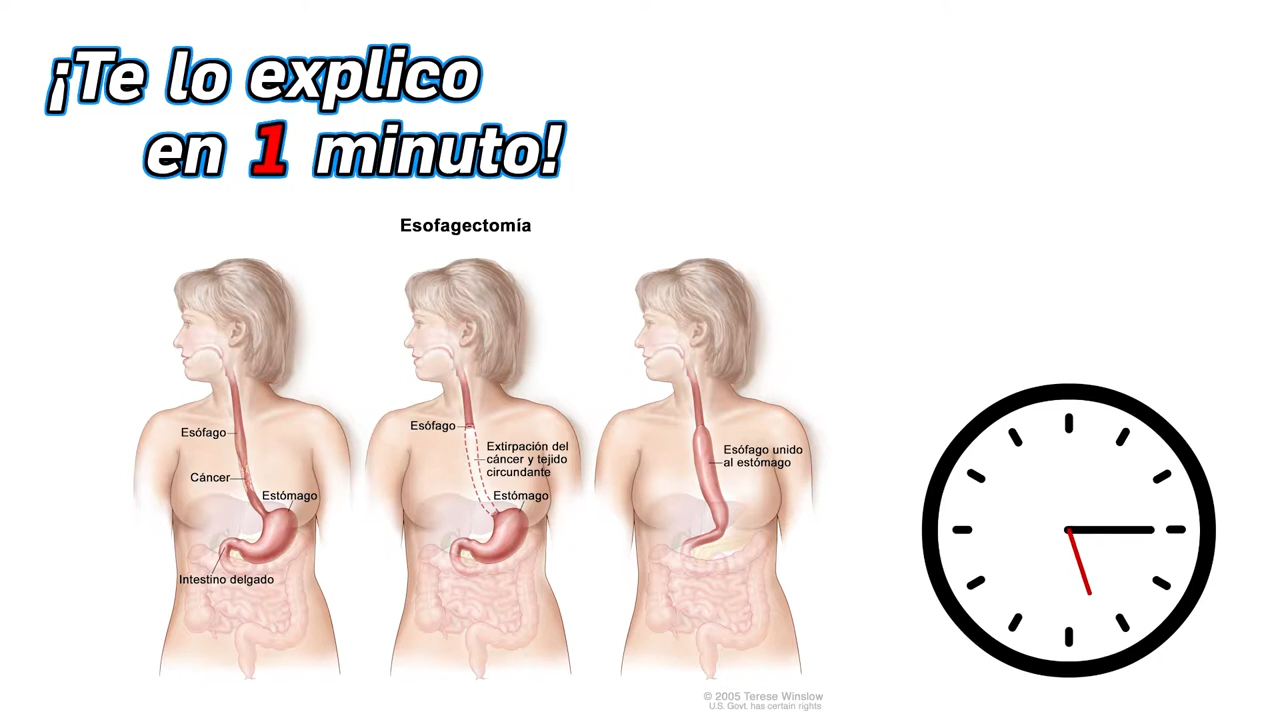 ¡Te lo explico
en 1 minuto!
Esofagectomía
Esófago
Cáncer
Estómago
Intestino delgado
Esófago
Extirpación del
cáncer y tejido
circundante
Estómago
Esófago unido
al estómago
© 2005 Terese Winslow
U.S. Govt. has certain rights